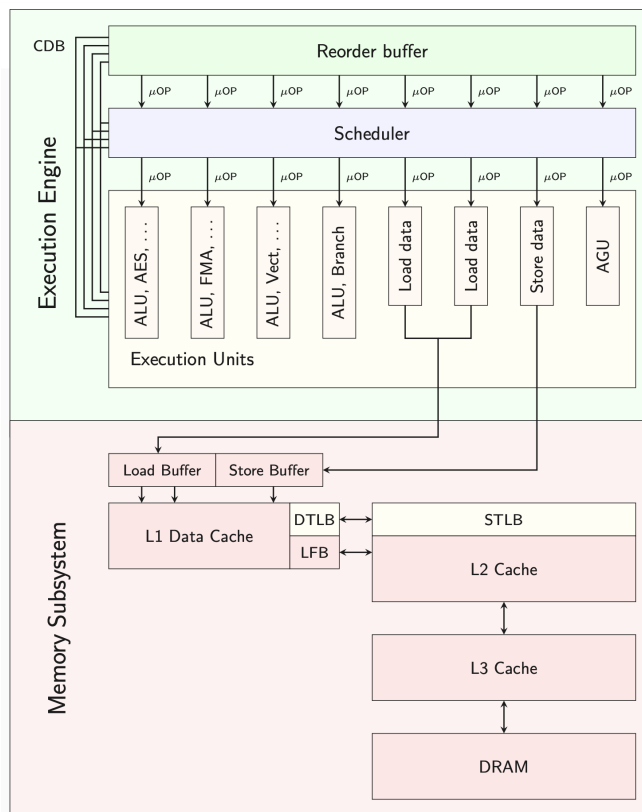 CDB
Reorder buffer
μOP μOP μOP μOP μOP μOP μOP μOP
Scheduler
μOP μOP μOP μOP μOP μOP μOP μOP
Execution Engine
ALU, AES, . . .
ALU, FMA, . . .
ALU, Vect, . . .
ALU, Branch
Load data
Load data
Store data
AGU
Execution Units
Memory Subsystem
Load Buffer
Store Buffer
L1 Data Cache
DTLB
LFB
STLB
L2 Cache
L3 Cache
DRAM